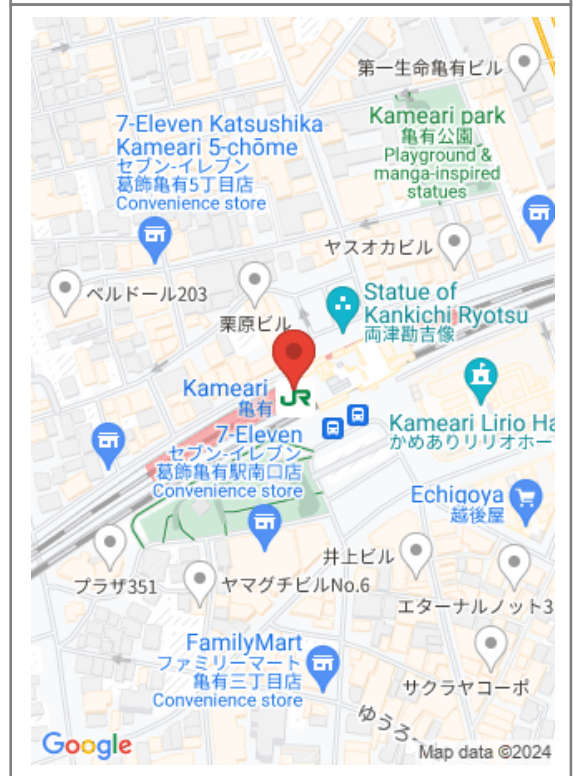 第一生命亀有ビル
7-Eleven Katsushika
Kameari 5-chōme
セブン-イレブン
葛飾亀有5丁目店
Convenience store
Kameari park
亀有公園
Playground &
manga-inspired
statues
ヤスオカビル
ベルドール203
栗原ビル
Statue of
Kankichi Ryotsu
両津勘吉像
Kameari
亀有
JR
7-Eleven
セブン-イレブン
葛飾亀有駅南口店
Convenience store
Kameari Lirio Ha
かめありリリオホー
Echigoya
越後屋
井上ビル
プラザ351
ヤマグチビルNo.6
エターナルノット3
FamilyMart
ファミリーマート
亀有三丁目店
Convenience store
サクラヤコーポ
ゆうろー
Google
Map data ©2024